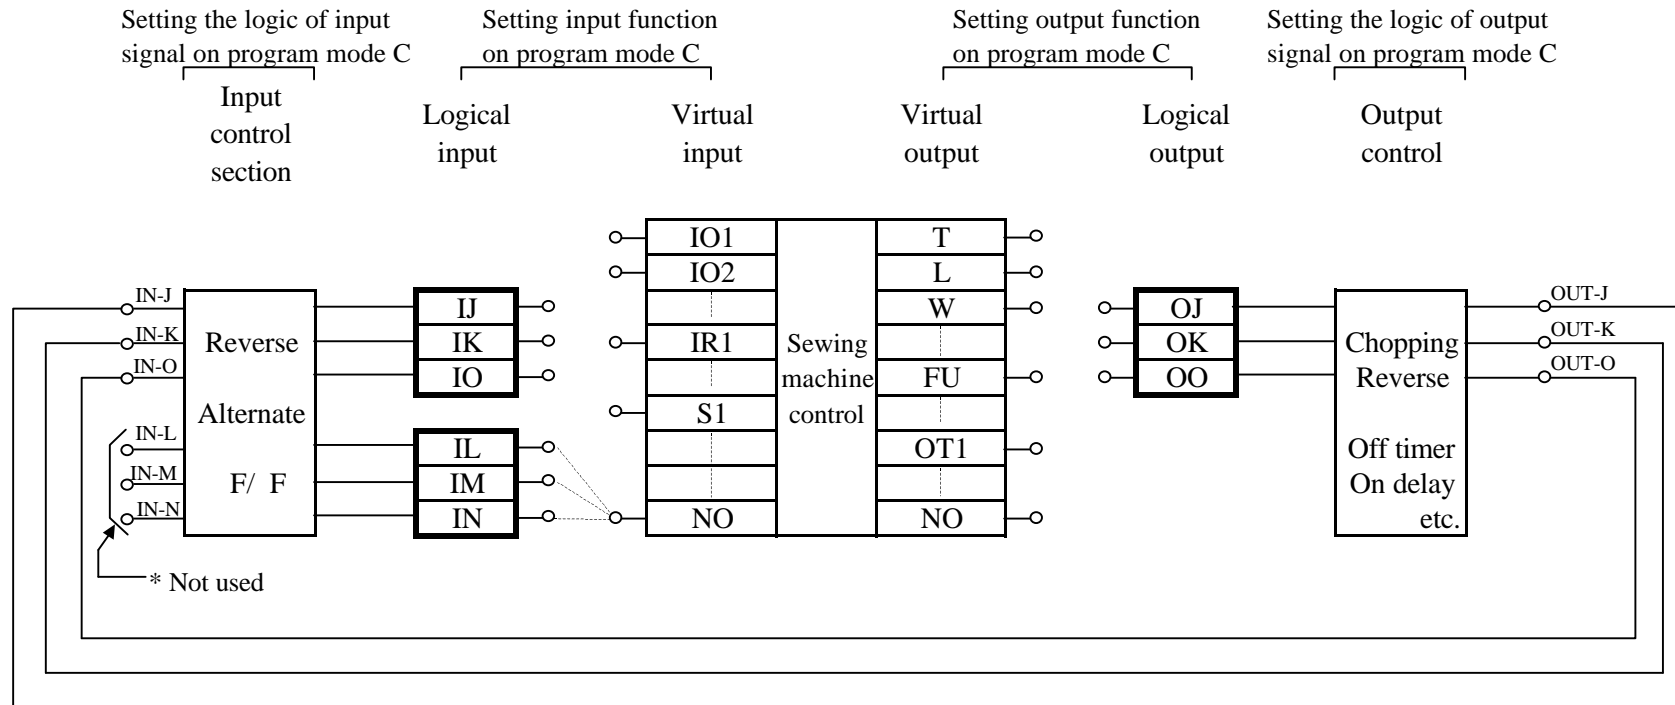 Setting the logic of input
signal on program mode C
Setting input function
on program mode C
Setting output function
on program mode C
Setting the logic of output
signal on program mode C
Input
control
section
Logical
input
Virtual
input
Virtual
output
Logical
output
Output
control
IN-J
IN-K
IN-O
IN-L
IN-M
IN-N
* Not used
Reverse
Alternate
F/ F
IJ
IK
IO
IL
IM
IN
IO1
IO2
IR1
S1
NO
Sewing
machine
control
T
L
W
FU
OT1
NO
OJ
OK
OO
Chopping
Reverse
Off timer
On delay
etc.
OUT-J
OUT-K
OUT-O